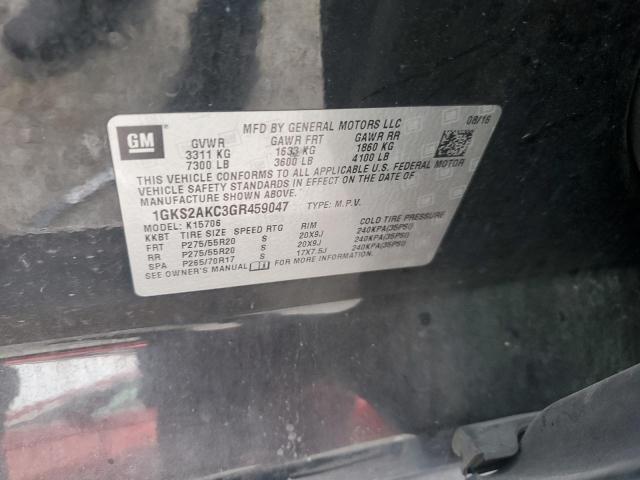 MFD BY GENERAL MOTORS LLC 08/16
GM
GVWR GAWR FRT GAWR RR
3311 KG 1633 KG 1860 KG
7300 LB 3600 LB 4100 LB
THIS VEHICLE CONFORMS TO ALL APPLICABLE U.S. FEDERAL MOTOR
VEHICLE SAFETY STANDARDS IN EFFECT ON THE DATE OF
MANUFACTURE SHOWN ABOVE.
1GKS2AKC3GR459047 TYPE: M.P.V.
MODEL: K15706
KKBT TIRE SIZE SPEED RTG RIM COLD TIRE PRESSURE
FRT P275/55R20 S 20X9J 240KPA(35PSI)
RR P275/55R20 S 20X9J 240KPA(35PSI)
SPA P265/70R17 S 17X7.5J 240KPA(35PSI)
SEE OWNER'S MANUAL FOR MORE INFORMATION.